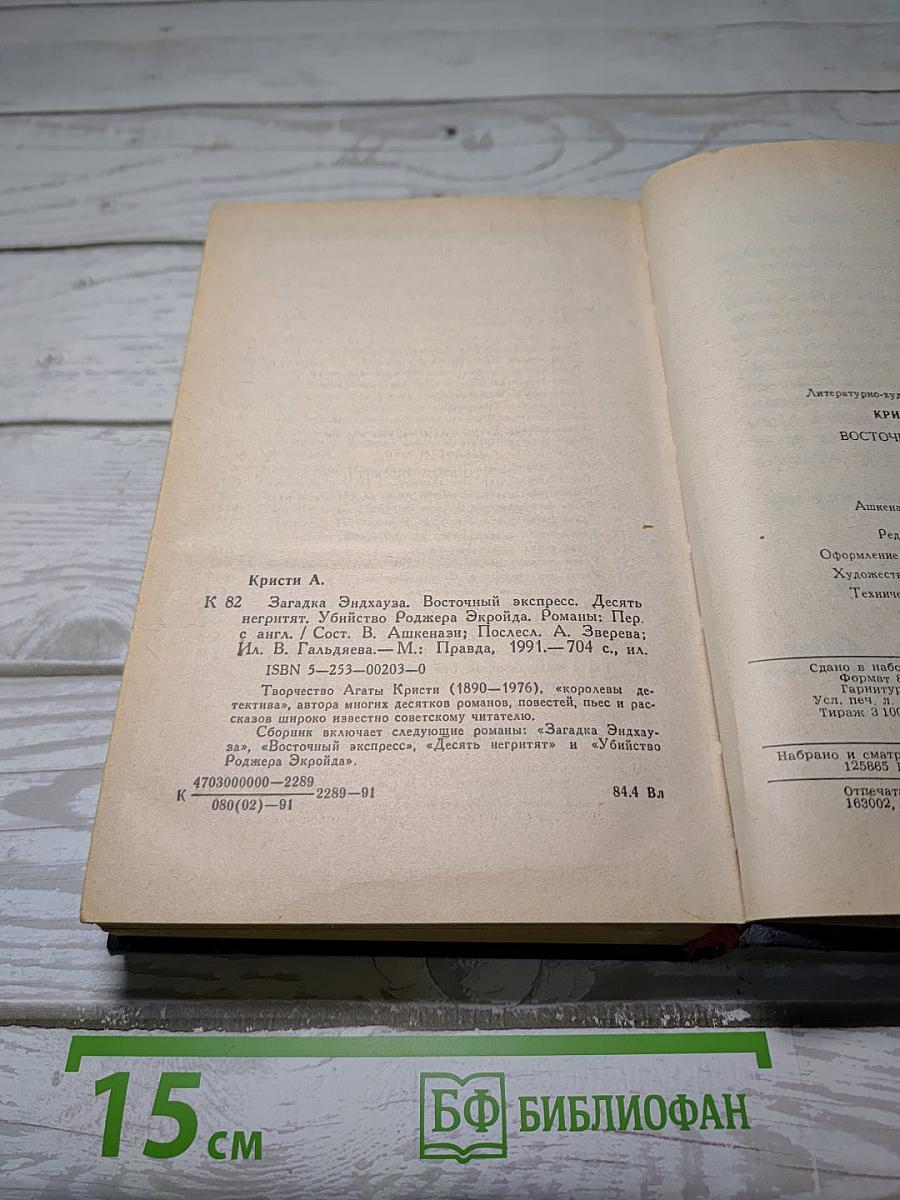 Кристи А.
К 82 Загадка Эндхауза. Восточный экспресс. Десять
негритят. Убийство Роджера Экройда. Романы: Пер.
с англ. / Сост. В. Ашкенази; Послесл. А. Зверева;
Ил. В. Гальдяева.— М.: Правда, 1991.— 704 с., ил.
ISBN 5—253—00203—0
Творчество Агаты Кристи (1890—1976), «королевы де-
тектива», автора многих десятков романов, повестей, пьес и рас-
сказов широко известно советскому читателю.
Сборник включает следующие романы: «Загадка Эндхау-
за», «Восточный экспресс», «Десять негритят» и «Убийство
Роджера Экройда».
К 4703000000—2289
080(02)—91 2289—91 84.4 Вл
Литературно-худ
КРИ
ВОСТОЧН
Ашкена
Ред
Оформление
Художеств
Техниче
Сдано в набо
Формат 8
Гарнитур
Усл. печ. л.
Тираж 3 100
Набрано и сматр
125865
Отпечата
163002,
15 см
БФ БИБЛИОФАН